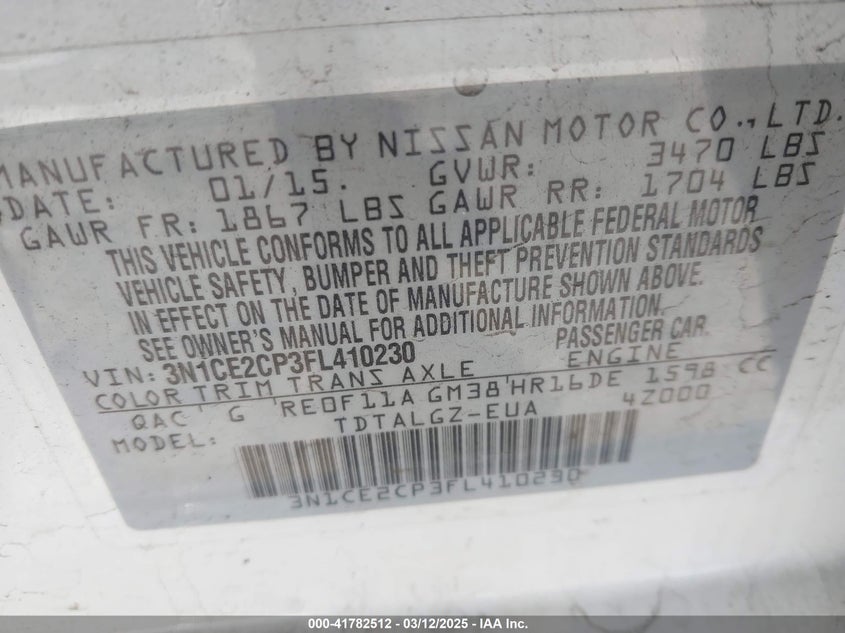 MANUFACTURED BY NISSAN MOTOR CO., LTD.
DATE: 01/15. GVWR: 3470 LBS
GAWR FR: 1867 LBS GAWR RR: 1704 LBS
THIS VEHICLE CONFORMS TO ALL APPLICABLE FEDERAL MOTOR
VEHICLE SAFETY, BUMPER AND THEFT PREVENTION STANDARDS
IN EFFECT ON THE DATE OF MANUFACTURE SHOWN ABOVE.
SEE OWNER'S MANUAL FOR ADDITIONAL INFORMATION.
VIN: 3N1CE2CP3FL410230 PASSENGER CAR.
COLOR TRIM TRANS AXLE ENGINE
QAC G RE0F11A GM38 HR16DE 1598 CC
MODEL: TDTALGZ-EUA 4Z000
3N1CE2CP3FL410230
000-41782512 - 03/12/2025 - IAA Inc.